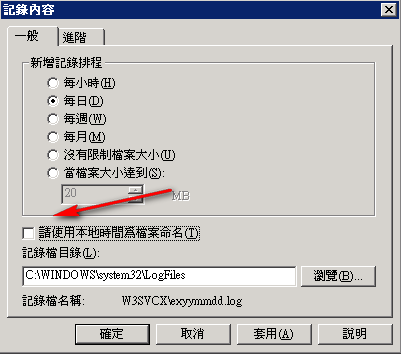 記錄內容
一般 進階
新增記錄排程
每小時(H)
每日(D)
每週(W)
每月(M)
沒有限制檔案大小(U)
當檔案大小達到(S):
20 MB
請使用本地時間為檔案命名(T)
記錄檔目錄(L):
C:\WINDOWS\system32\LogFiles 瀏覽(B)...
記錄檔名稱: W3SVCX\exyymmdd.log
確定 取消 套用(A) 說明